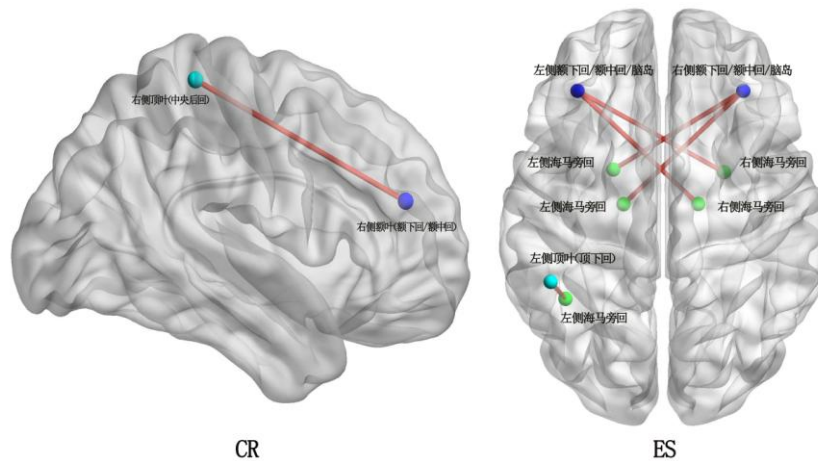 右侧顶叶(中央后回)
右侧额叶(额下回/额中回)
CR
左侧额下回/额中回/脑岛
右侧额下回/额中回/脑岛
左侧海马旁回
右侧海马旁回
左侧海马旁回
右侧海马旁回
左侧顶叶(项下回)
左侧海马旁回
ES